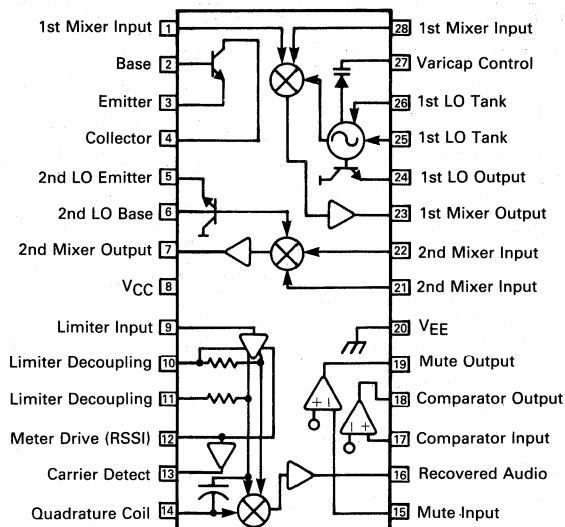 1st Mixer Input 1
Base 2
Emitter 3
Collector 4
2nd LO Emitter 5
2nd LO Base 6
2nd Mixer Output 7
VCC 8
Limiter Input 9
Limiter Decoupling 10
Limiter Decoupling 11
Meter Drive (RSSI) 12
Carrier Detect 13
Quadrature Coil 14
28 1st Mixer Input
27 Varicap Control
26 1st LO Tank
25 1st LO Tank
24 1st LO Output
23 1st Mixer Output
22 2nd Mixer Input
21 2nd Mixer Input
20 VEE
19 Mute Output
18 Comparator Output
17 Comparator Input
16 Recovered Audio
15 Mute Input